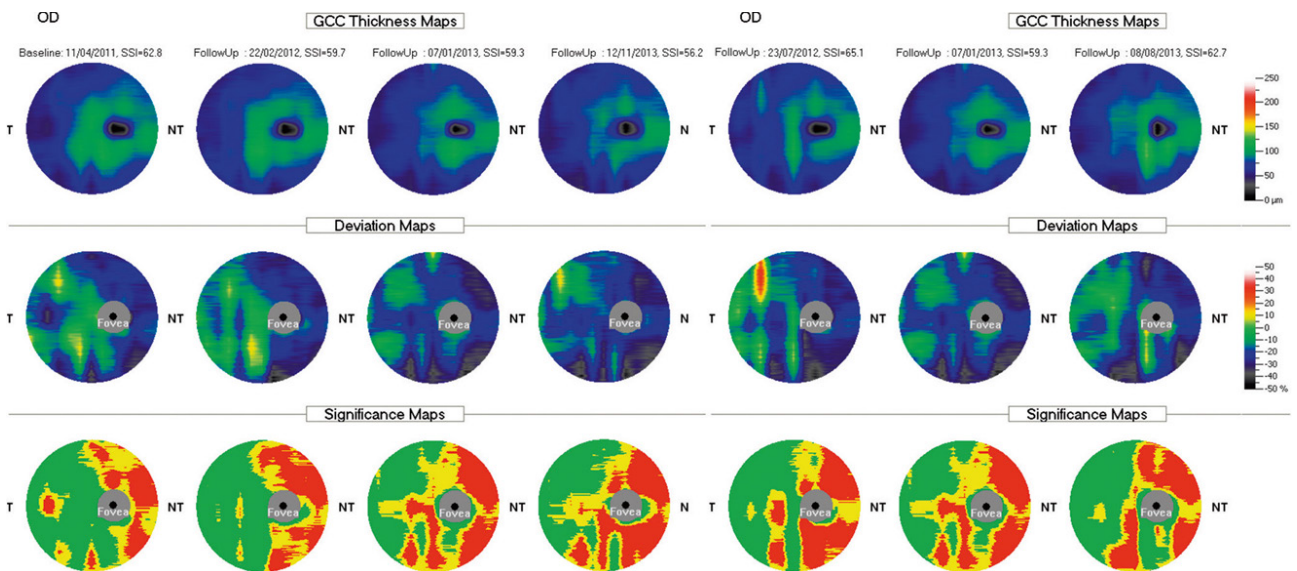 OD GCC Thickness Maps OD GCC Thickness Maps
Baseline: 11/04/2011, SSI=62.8 FollowUp : 22/02/2012, SSI=59.7 FollowUp : 07/01/2013, SSI=59.3 FollowUp : 12/11/2013, SSI=56.2 FollowUp : 23/07/2012, SSI=65.1 FollowUp : 07/01/2013, SSI=59.3 FollowUp : 08/08/2013, SSI=62.7
250
200
T NT NT NT N T NT NT NT 150
100
50
0 µm
Deviation Maps Deviation Maps
50
40
30
20
10
T Fovea NT Fovea NT Fovea NT Fovea N T Fovea NT Fovea NT Fovea NT 0
-10
-20
-30
-40
-50 %
Significance Maps Significance Maps
T Fovea NT Fovea NT Fovea NT Fovea N T Fovea NT Fovea NT Fovea NT